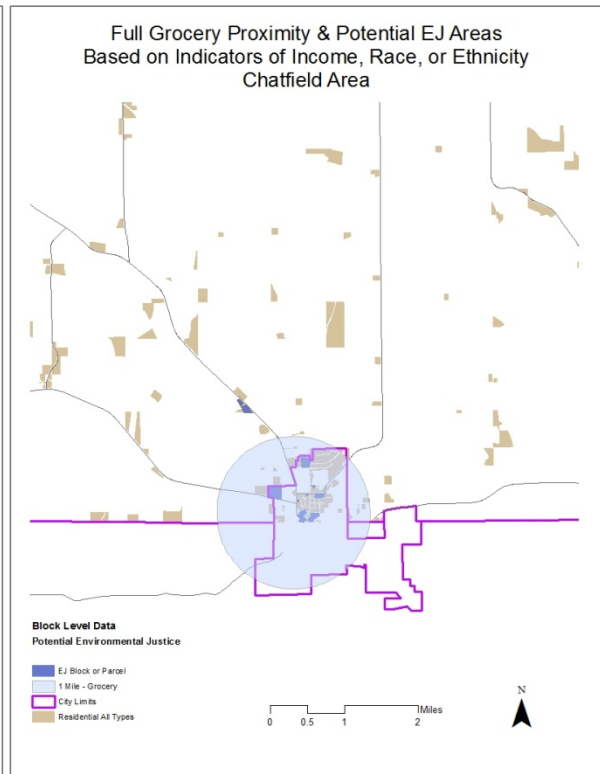 Full Grocery Proximity & Potential EJ Areas
Based on Indicators of Income, Race, or Ethnicity
Chatfield Area
Block Level Data
Potential Environmental Justice
EJ Block or Parcel
1 Mile - Grocery
City Limits
Residential All Types
Miles
0 0.5 1 2
N